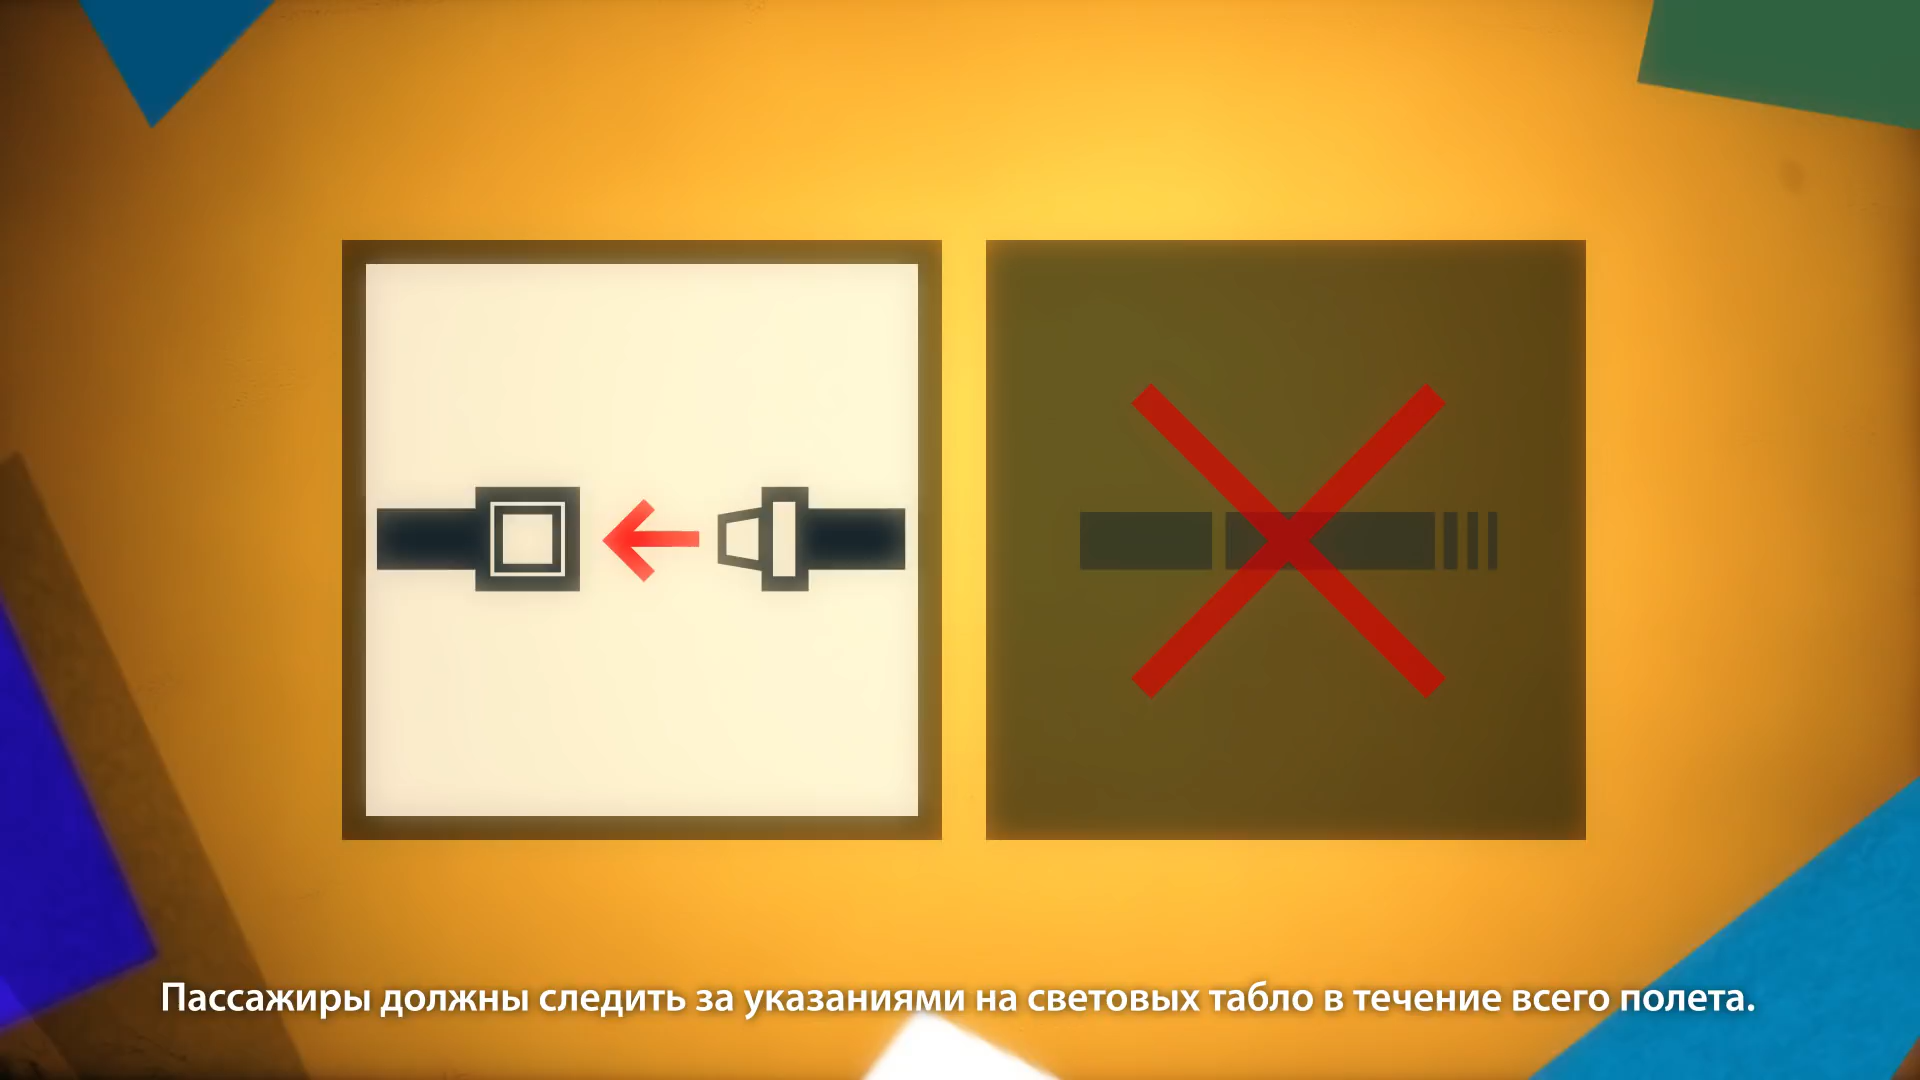 Пассажиры должны следить за указаниями на световых табло в течение всего полета.